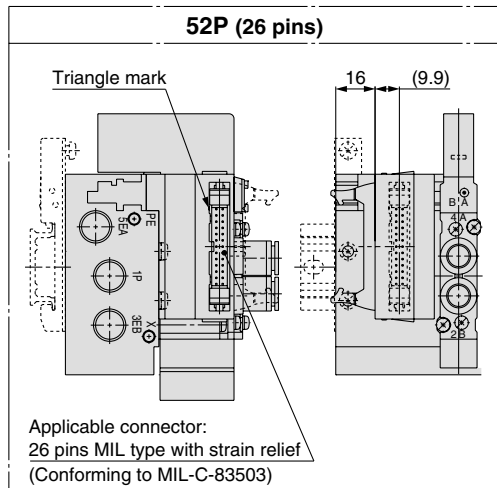 52P (26 pins)
Triangle mark
16
(9.9)
PE
5EA
1P
3EB
X
B A
4 A
2 B
Applicable connector:
26 pins MIL type with strain relief
(Conforming to MIL-C-83503)